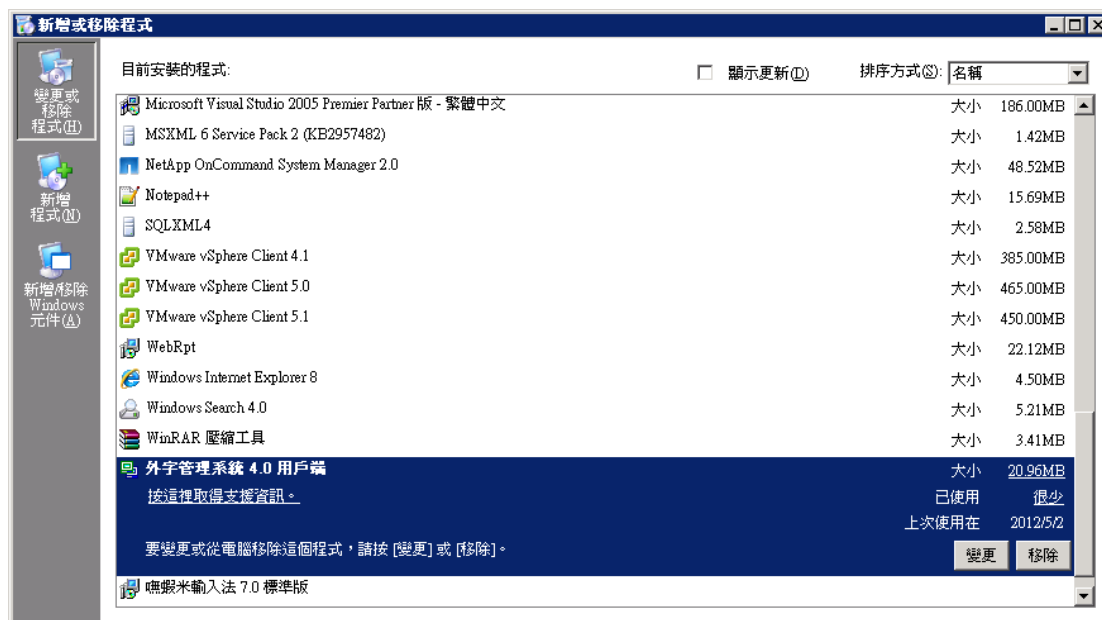 新增或移除程式
變更或
移除
程式(H)
新增
程式(N)
新增/移除
Windows
元件(A)
目前安裝的程式:
顯示更新(D)
排序方式(S): 名稱
Microsoft Visual Studio 2005 Premier Partner 版 - 繁體中文 大小 186.00MB
MSXML 6 Service Pack 2 (KB2957482) 大小 1.42MB
NetApp OnCommand System Manager 2.0 大小 48.52MB
Notepad++ 大小 15.69MB
SQLXML4 大小 2.58MB
VMware vSphere Client 4.1 大小 385.00MB
VMware vSphere Client 5.0 大小 465.00MB
VMware vSphere Client 5.1 大小 450.00MB
WebRpt 大小 22.12MB
Windows Internet Explorer 8 大小 4.50MB
Windows Search 4.0 大小 5.21MB
WinRAR 壓縮工具 大小 3.41MB
外字管理系統 4.0 用戶端 大小 20.96MB
按這裡取得支援資訊。 已使用 很少
上次使用在 2012/5/2
要變更或從電腦移除這個程式，請按 [變更] 或 [移除]。 變更 移除
嘸蝦米輸入法 7.0 標準版